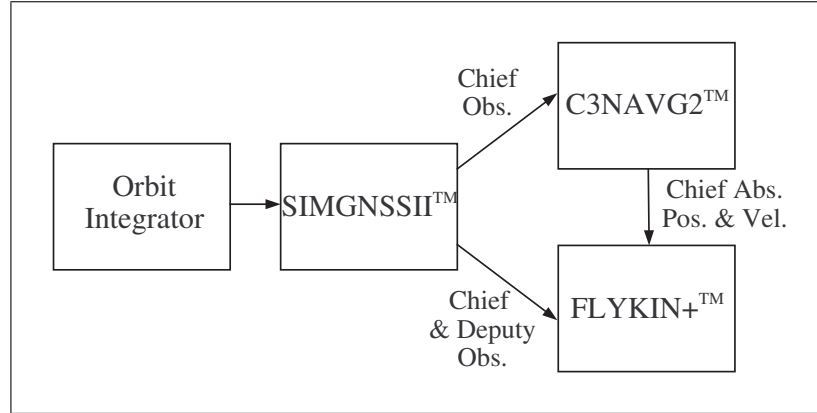 Orbit
Integrator
SIMGNSSII™
Chief
Obs.
C3NAVG2™
Chief Abs.
Pos. & Vel.
Chief
& Deputy
Obs.
FLYKIN+™